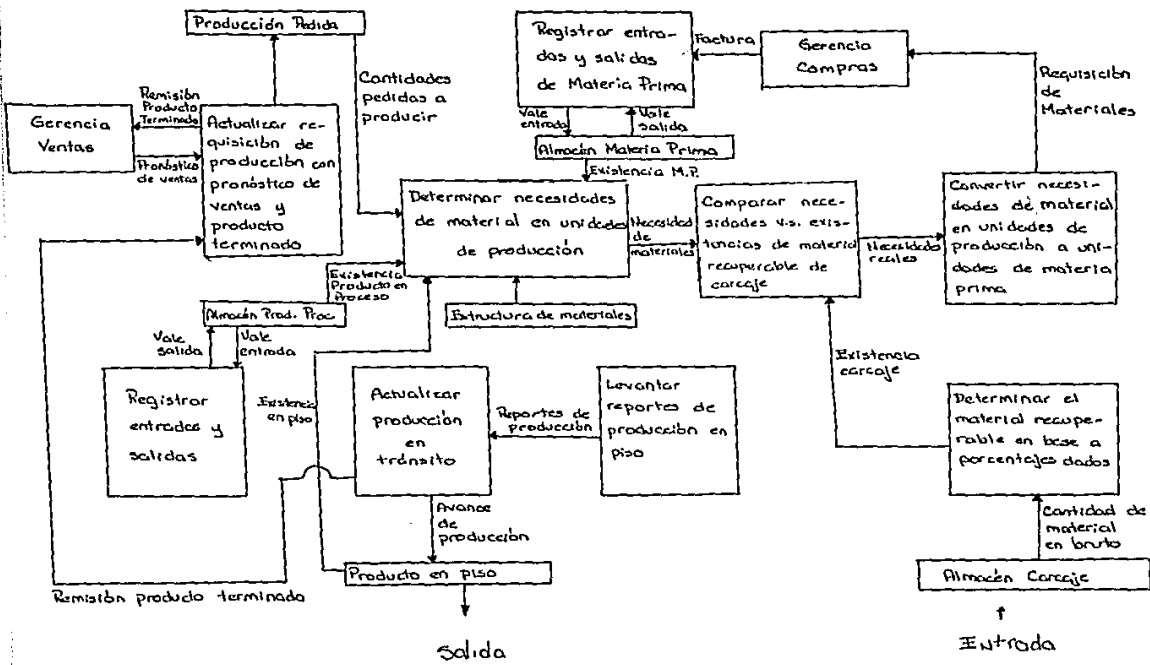 Producción Pedida
Registrar entra-
das y salidas
de Materia Prima
Factura
Gerencia
Compras
Requisición
de
Materiales
Cantidades
pedidas a
producir
Remisión
Producto
Terminado
Gerencia
Ventas
Pronóstico
de ventas
Actualizar re-
quisición de
producción con
pronóstico de
ventas y
producto
terminado
Vale
entrada
Vale
salida
Almacén Materia Prima
Existencia M.P.
Determinar necesidades
de material en unidades
de producción
Necesidad
de
materiales
Comparar nece-
sidades v.s. exis-
tencias de material
recuperable de
carcaje
Necesidades
reales
Convertir necesi-
dades de material
en unidades de
producción a uni-
dades de materia
prima
Existencia
Producto en
Proceso
Almacén Prod. Proc.
Estructura de materiales
Vale
salida
Vale
entrada
Registrar
entradas y
salidas
Existencia
en piso
Actualizar
producción
en
tránsito
Reportes de
producción
Levantar
reportes de
producción en
piso
Existencia
carcaje
Determinar el
material recupe-
rable en base a
porcentajes dados
Avance
de
producción
Cantidad de
material
en bruto
Producto en piso
Almacén Carcaje
Remisión producto terminado
Salida
Entrada